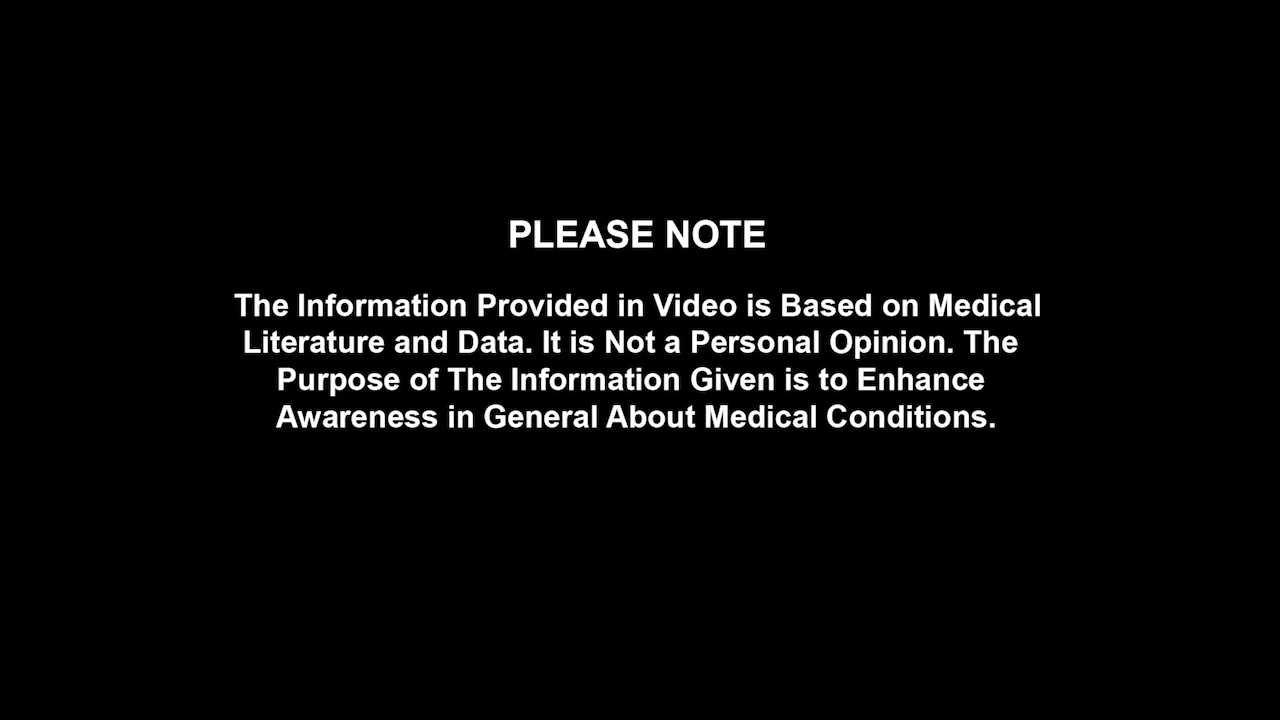 PLEASE NOTE
The Information Provided in Video is Based on Medical
Literature and Data. It is Not a Personal Opinion. The
Purpose of The Information Given is to Enhance
Awareness in General About Medical Conditions.